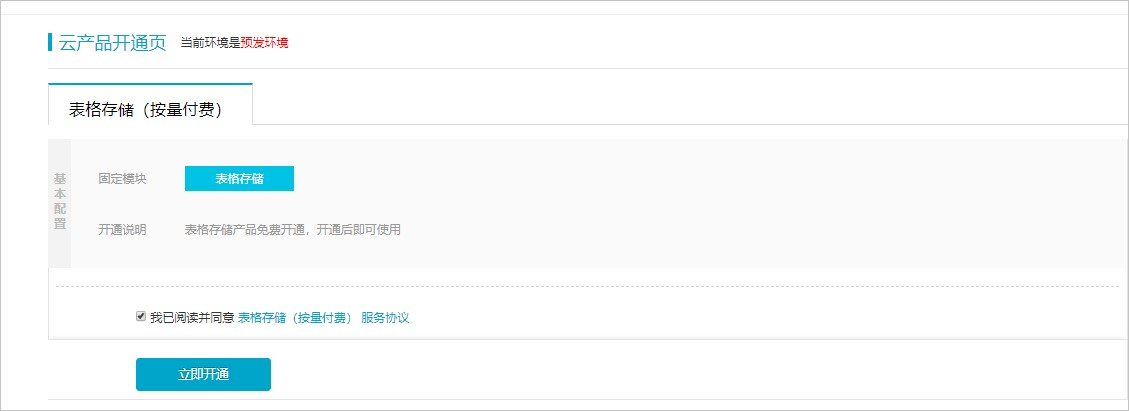 云产品开通页 当前环境是预发环境
表格存储（按量付费）
基本配置
固定模块 表格存储
开通说明 表格存储产品免费开通，开通后即可使用
我已阅读并同意 表格存储（按量付费） 服务协议
立即开通